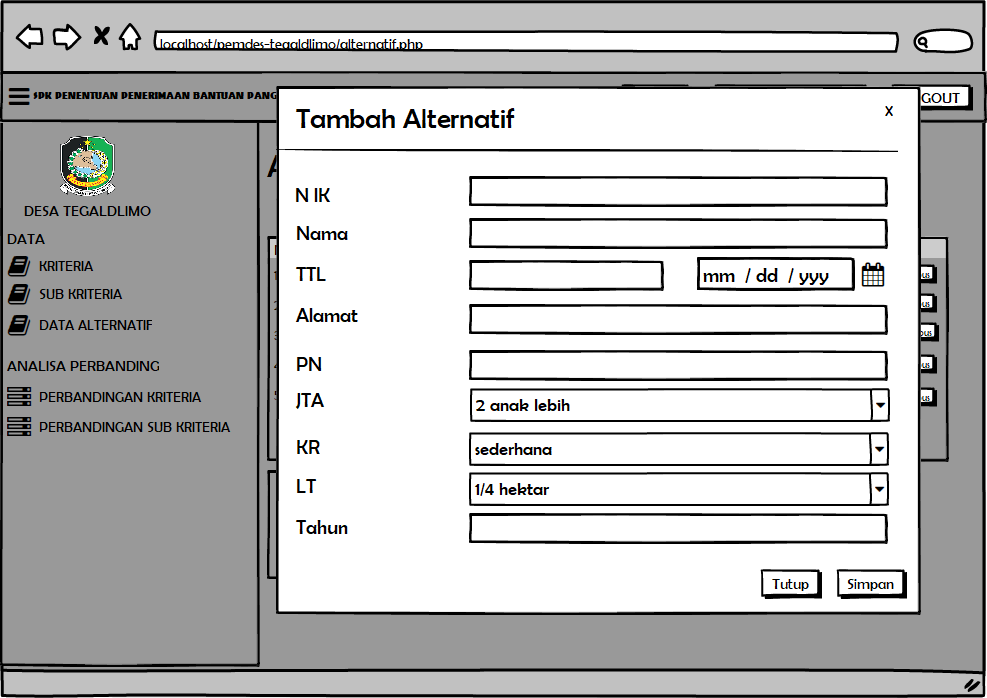 localhost/pemdes-tegaldlimo/alternatif.php
SPK PENENTUAN PENERIMAAN BANTUAN PANG
GOUT
DESA TEGALDLIMO
DATA
KRITERIA
SUB KRITERIA
DATA ALTERNATIF
ANALISA PERBANDING
PERBANDINGAN KRITERIA
PERBANDINGAN SUB KRITERIA
Tambah Alternatif
X
N IK
Nama
TTL
mm / dd / yyy
Alamat
PN
JTA
2 anak lebih
KR
sederhana
LT
1/4 hektar
Tahun
Tutup
Simpan